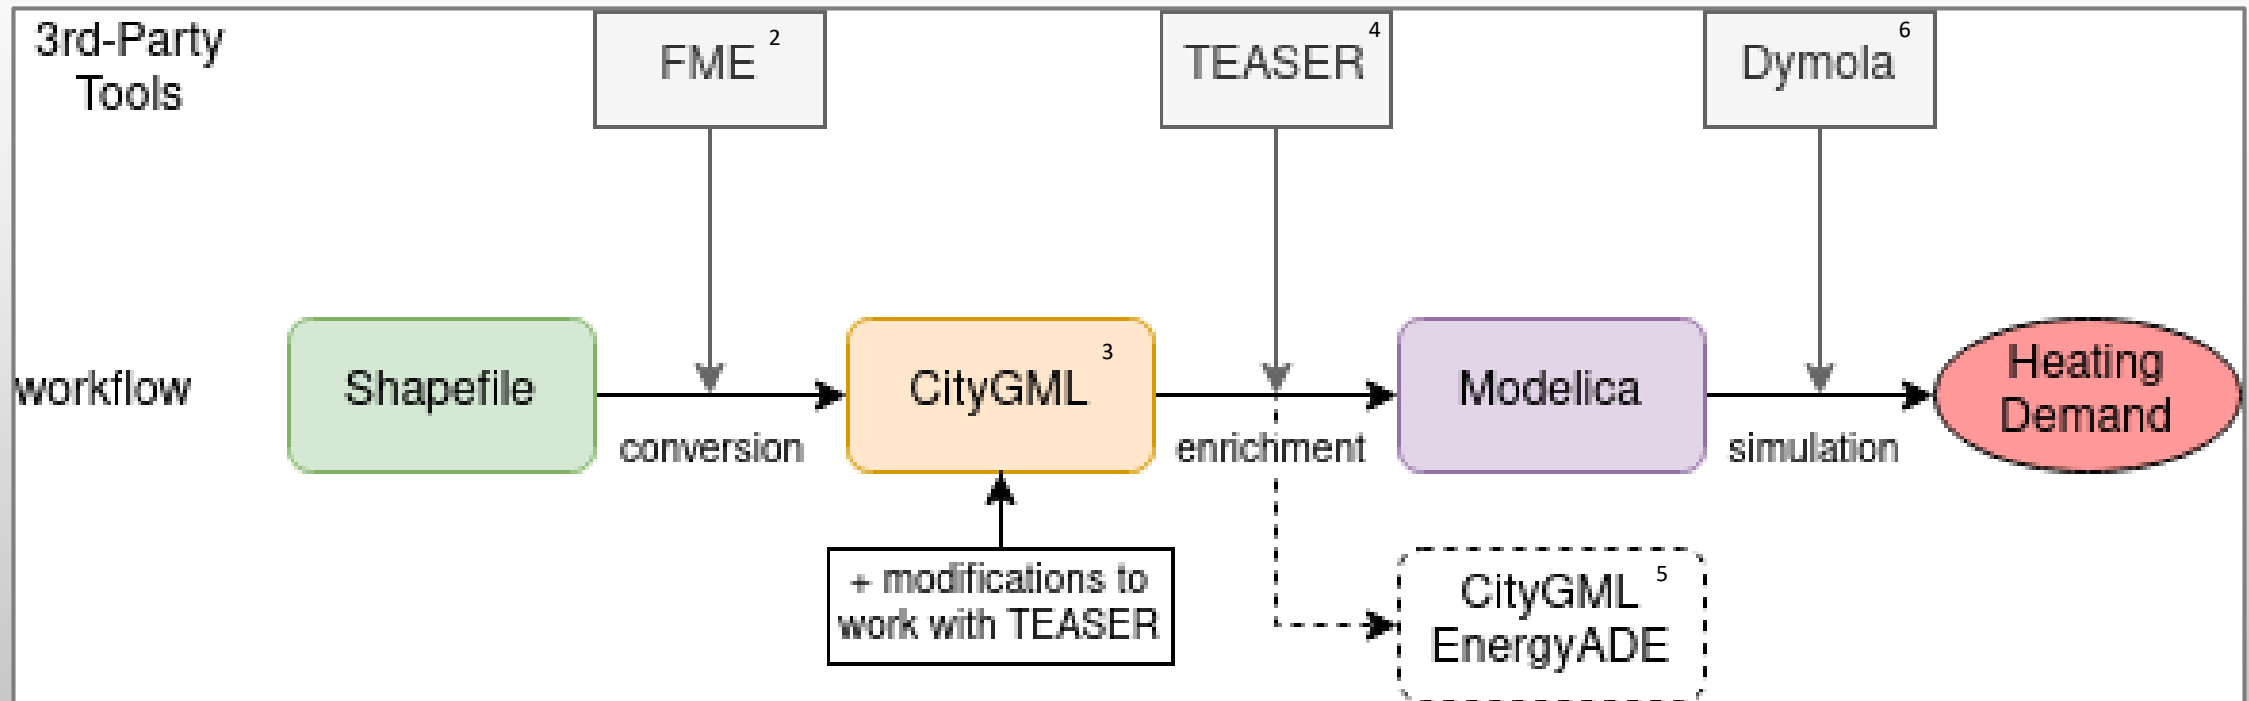 3rd-Party
Tools
FME 2
TEASER 4
Dymola 6
workflow
Shapefile
conversion
CityGML 3
enrichment
Modelica
simulation
Heating
Demand
+ modifications to
work with TEASER
CityGML 5
EnergyADE